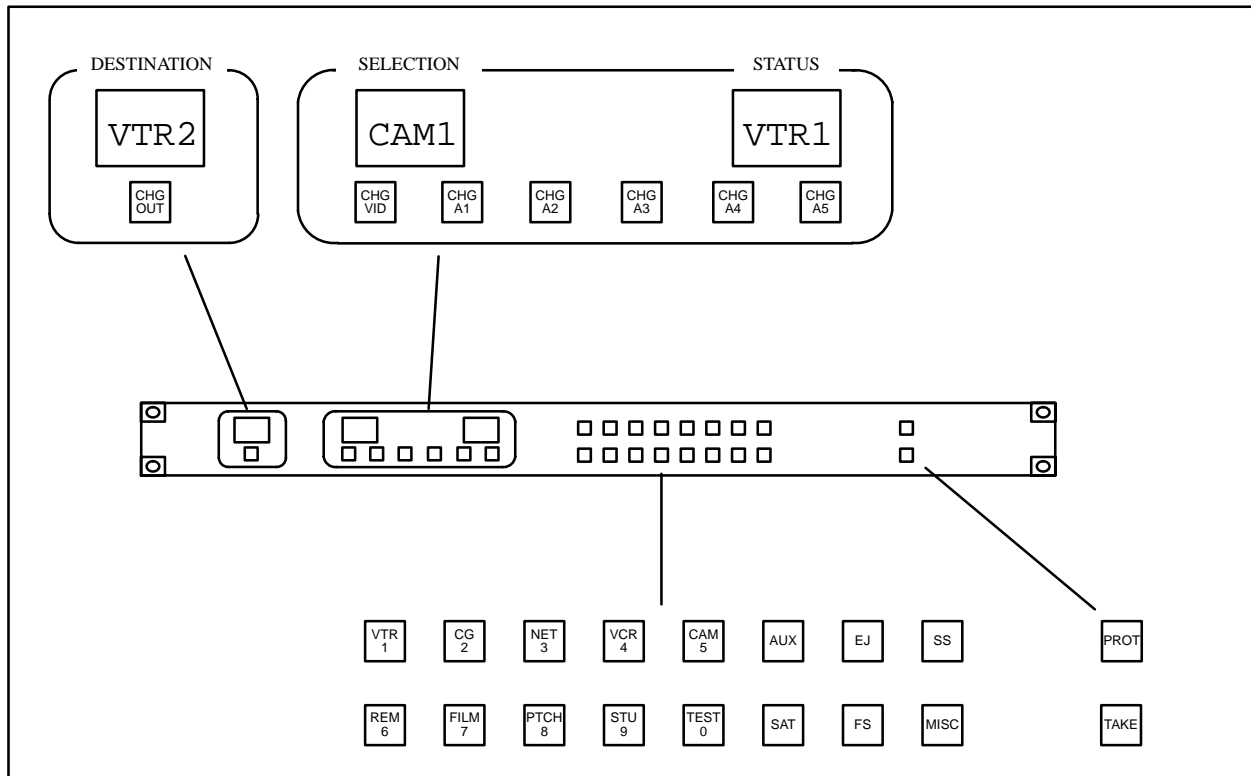 DESTINATION
SELECTION
STATUS
VTR2
CAM1
VTR1
CHG
OUT
CHG
VID
CHG
A1
CHG
A2
CHG
A3
CHG
A4
CHG
A5
VTR
1
CG
2
NET
3
VCR
4
CAM
5
AUX
EJ
SS
PROT
REM
6
FILM
7
PTCH
8
STU
9
TEST
0
SAT
FS
MISC
TAKE